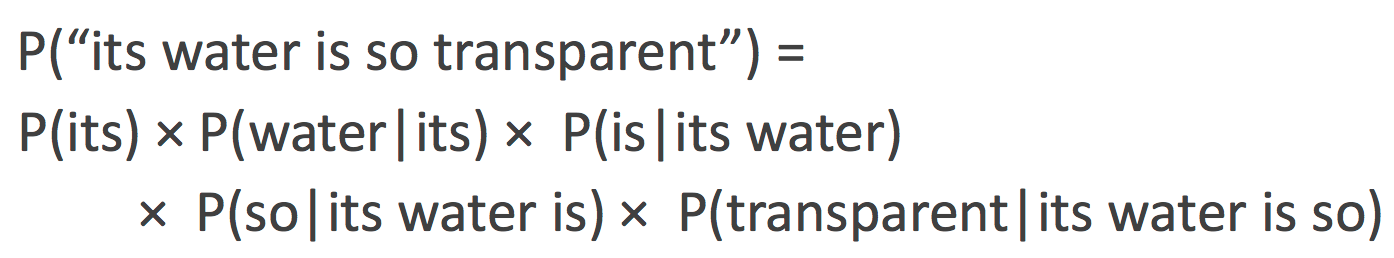 P(“its water is so transparent”) =
P(its) × P(water|its) × P(is|its water)
× P(so|its water is) × P(transparent|its water is so)